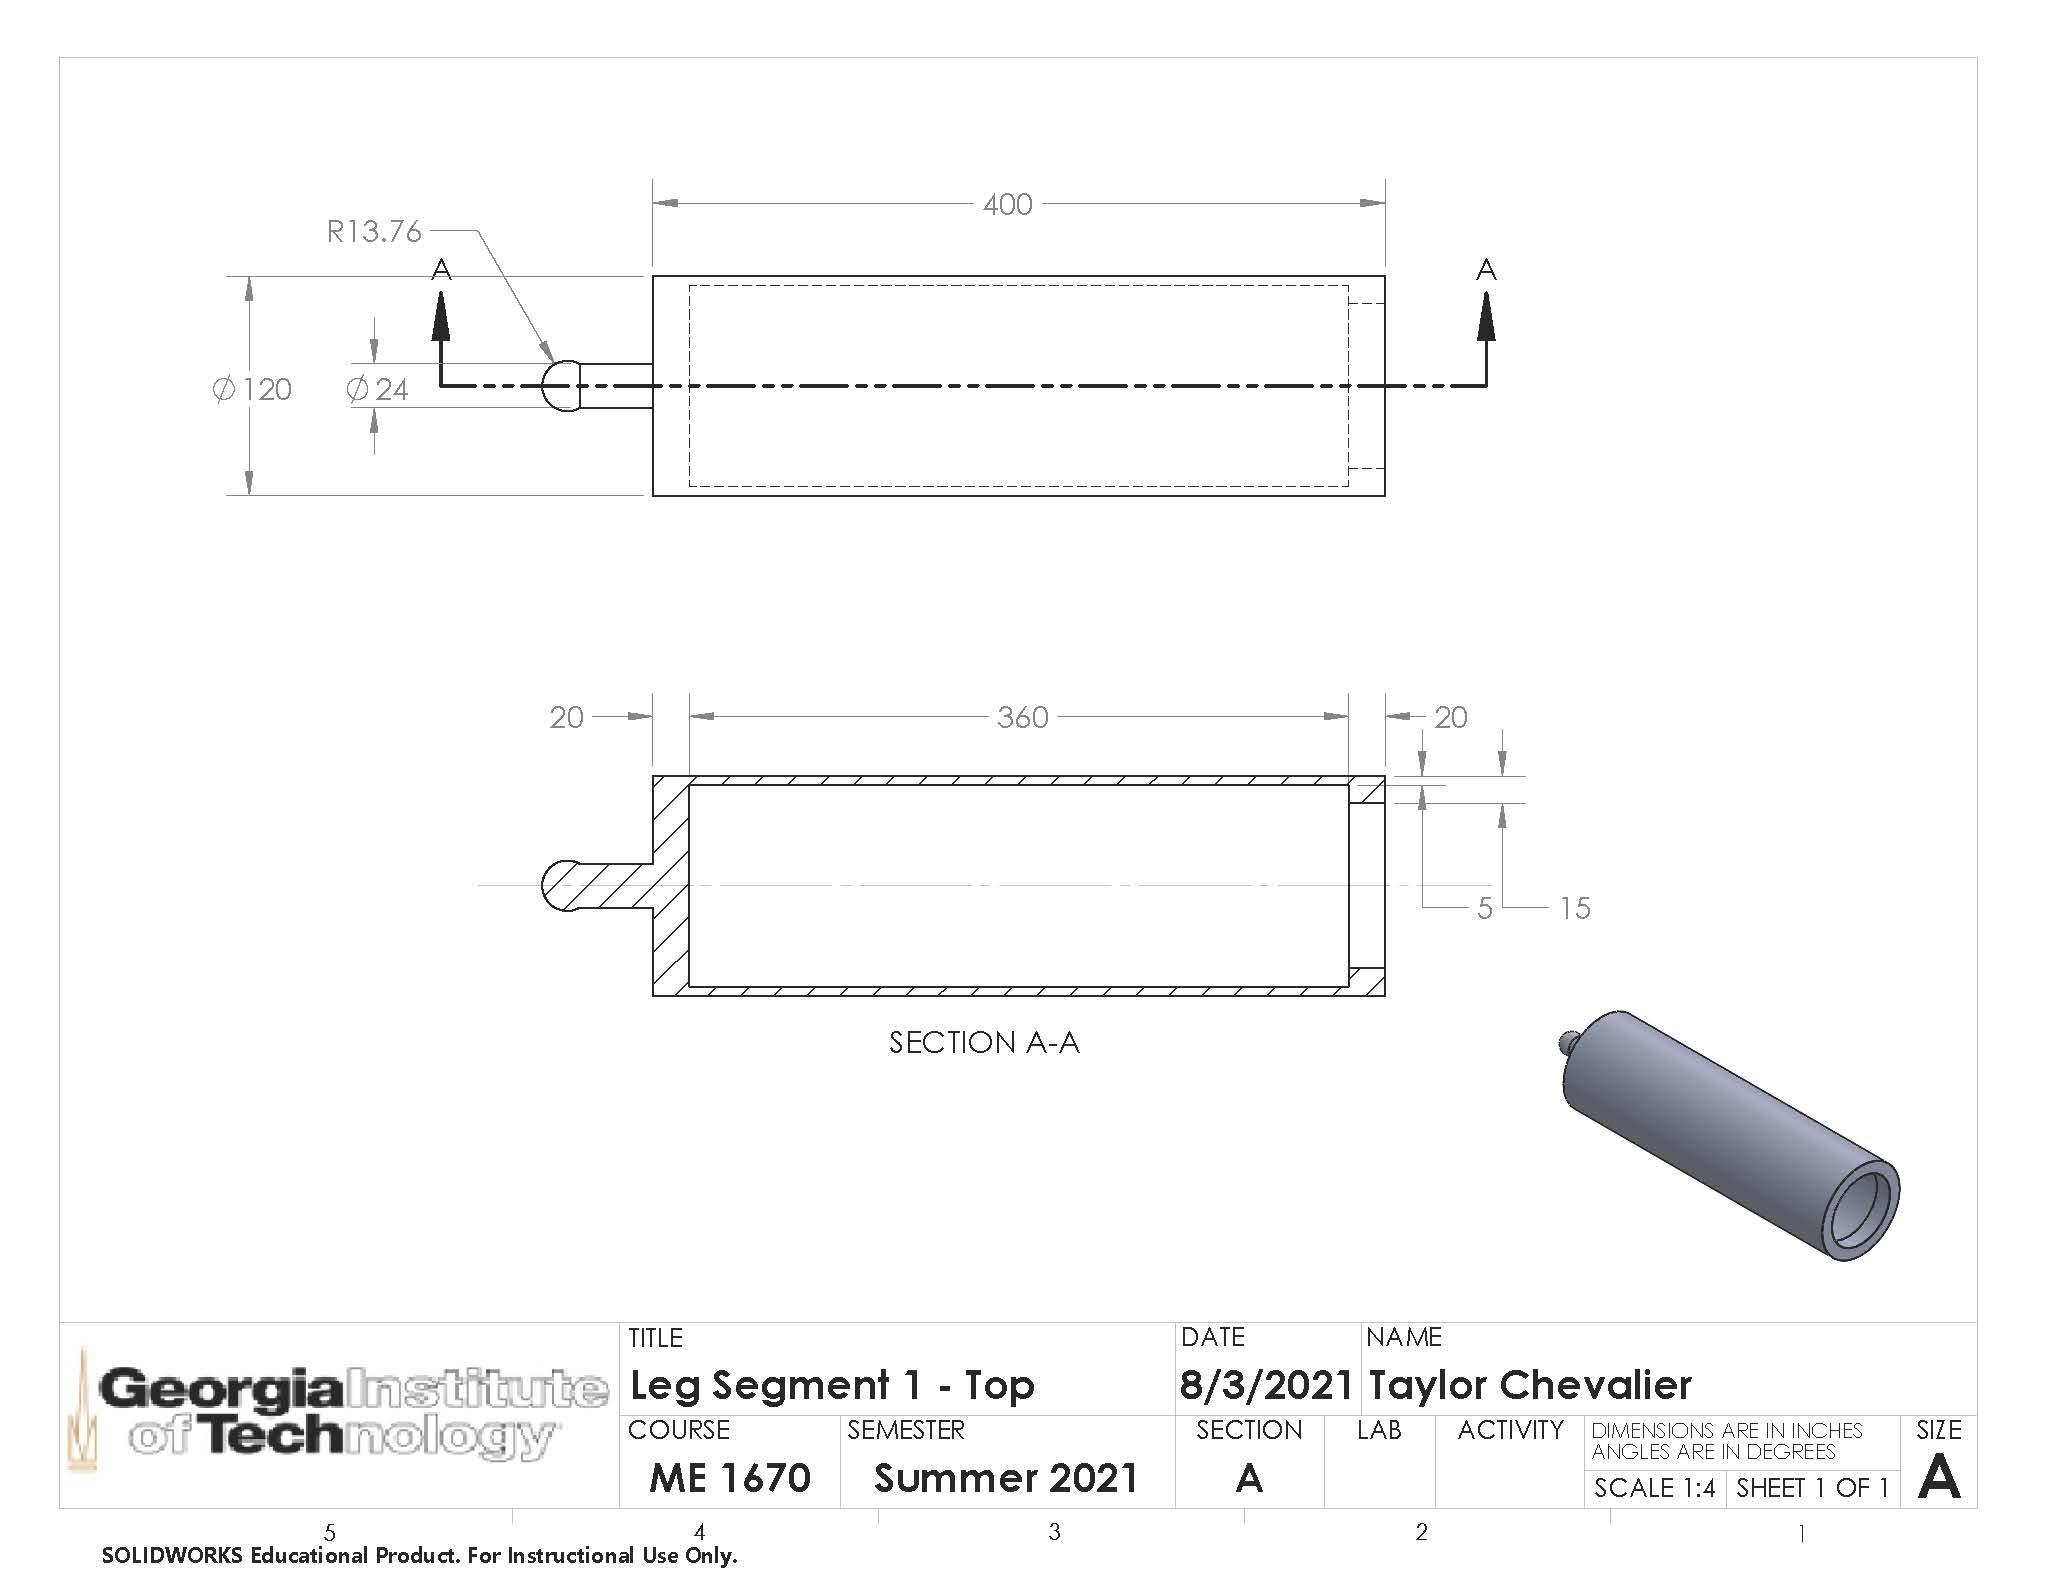 400
R13.76
A
A
⌀120
⌀24
20
360
20
5
15
SECTION A-A
Georgia Institute
of Technology
TITLE
Leg Segment 1 - Top
DATE
8/3/2021
NAME
Taylor Chevalier
COURSE
ME 1670
SEMESTER
Summer 2021
SECTION
A
LAB
ACTIVITY
DIMENSIONS ARE IN INCHES
ANGLES ARE IN DEGREES
SCALE 1:4
SHEET 1 OF 1
SIZE
A
5
4
3
2
1
SOLIDWORKS Educational Product. For Instructional Use Only.